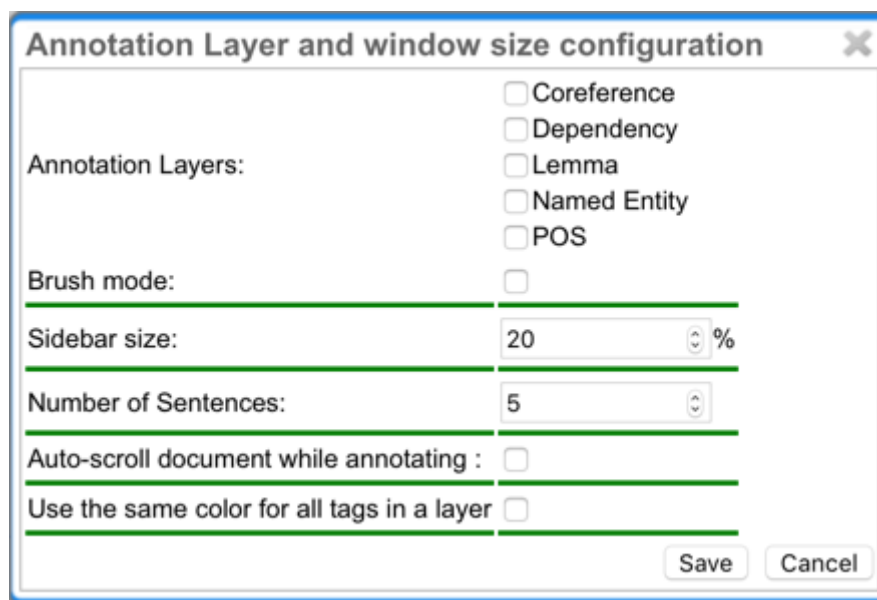 Annotation Layer and window size configuration
Coreference
Dependency
Annotation Layers: Lemma
Named Entity
POS
Brush mode:
Sidebar size: 20 %
Number of Sentences: 5
Auto-scroll document while annotating :
Use the same color for all tags in a layer
Save Cancel